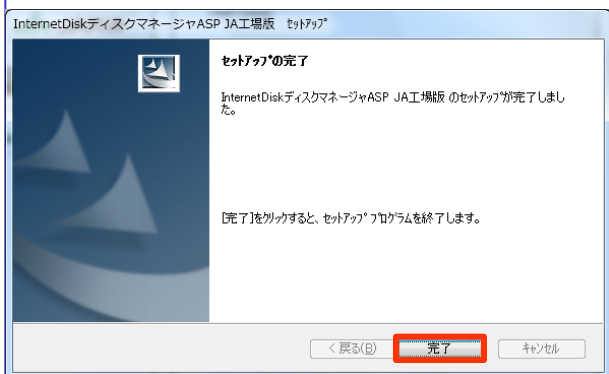 InternetDiskディスクマネージャASP JA工場版 ｾｯﾄｱｯﾌﾟ
ｾｯﾄｱｯﾌﾟの完了
InternetDiskディスクマネージャASP JA工場版 のｾｯﾄｱｯﾌﾟが完了しまし
た。
[完了]をｸﾘｯｸすると、ｾｯﾄｱｯﾌﾟ ﾌﾟﾛｸﾞﾗﾑを終了します。
< 戻る(B)
完了
ｷｬﾝｾﾙ